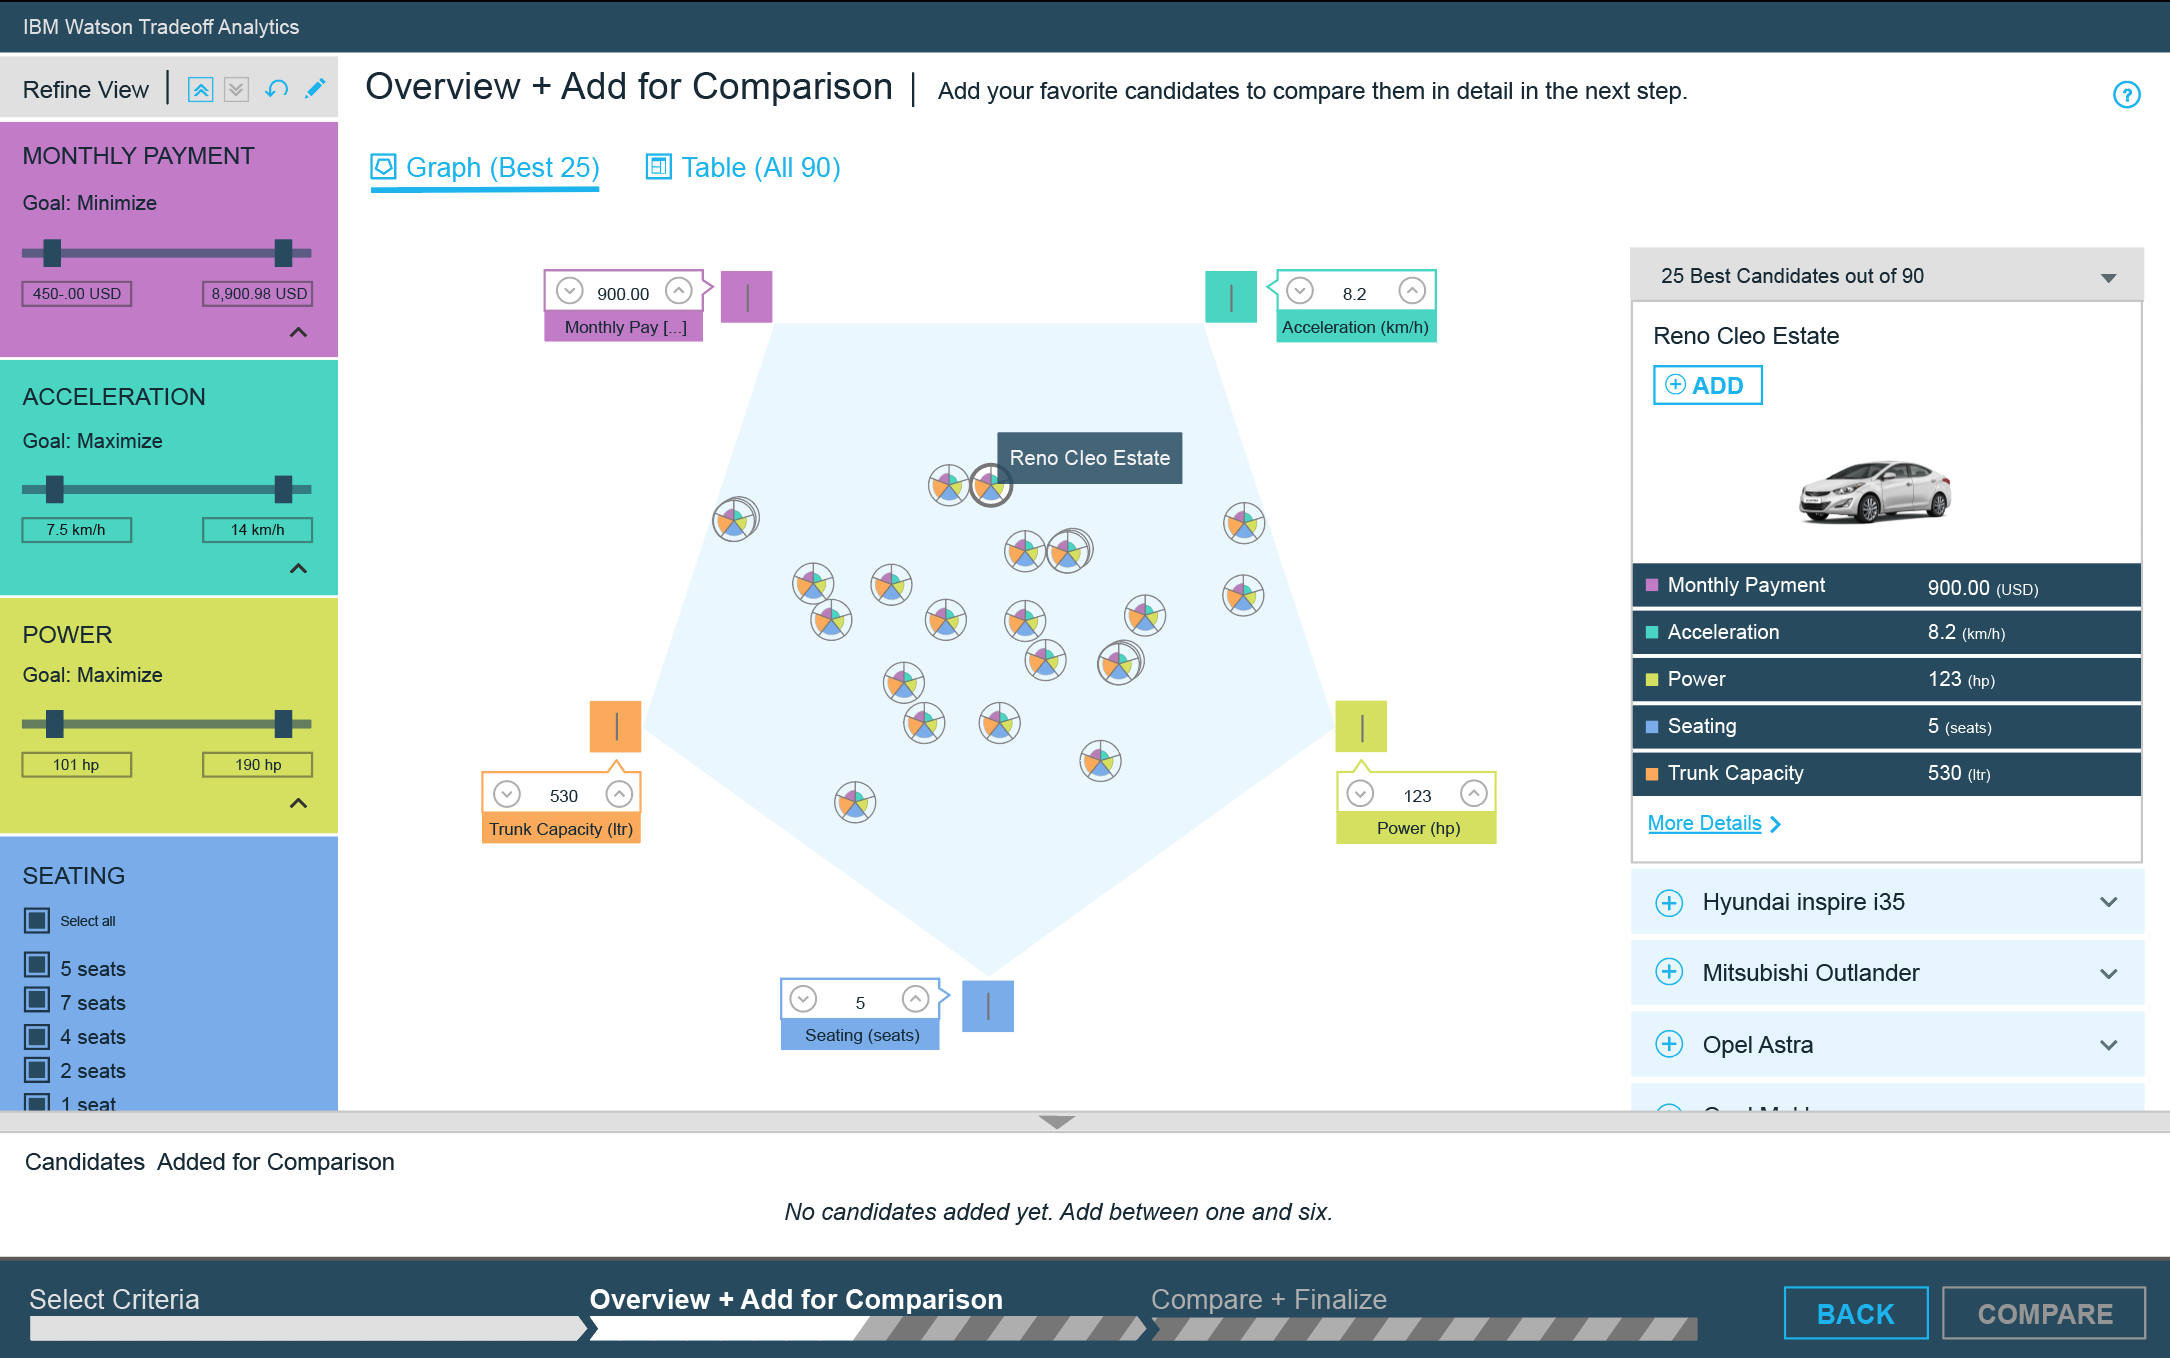 IBM Watson Tradeoff Analytics
Refine View
Overview + Add for Comparison
Add your favorite candidates to compare them in detail in the next step.
?
MONTHLY PAYMENT
Goal: Minimize
450-.00 USD
8,900.98 USD
ACCELERATION
Goal: Maximize
7.5 km/h
14 km/h
POWER
Goal: Maximize
101 hp
190 hp
SEATING
Select all
5 seats
7 seats
4 seats
2 seats
1 seat
Graph (Best 25)
Table (All 90)
900.00
Monthly Pay [...]
8.2
Acceleration (km/h)
Reno Cleo Estate
530
Trunk Capacity (ltr)
123
Power (hp)
5
Seating (seats)
25 Best Candidates out of 90
Reno Cleo Estate
ADD
Monthly Payment 900.00 (USD)
Acceleration 8.2 (km/h)
Power 123 (hp)
Seating 5 (seats)
Trunk Capacity 530 (ltr)
More Details
Hyundai inspire i35
Mitsubishi Outlander
Opel Astra
Candidates Added for Comparison
No candidates added yet. Add between one and six.
Select Criteria
Overview + Add for Comparison
Compare + Finalize
BACK
COMPARE